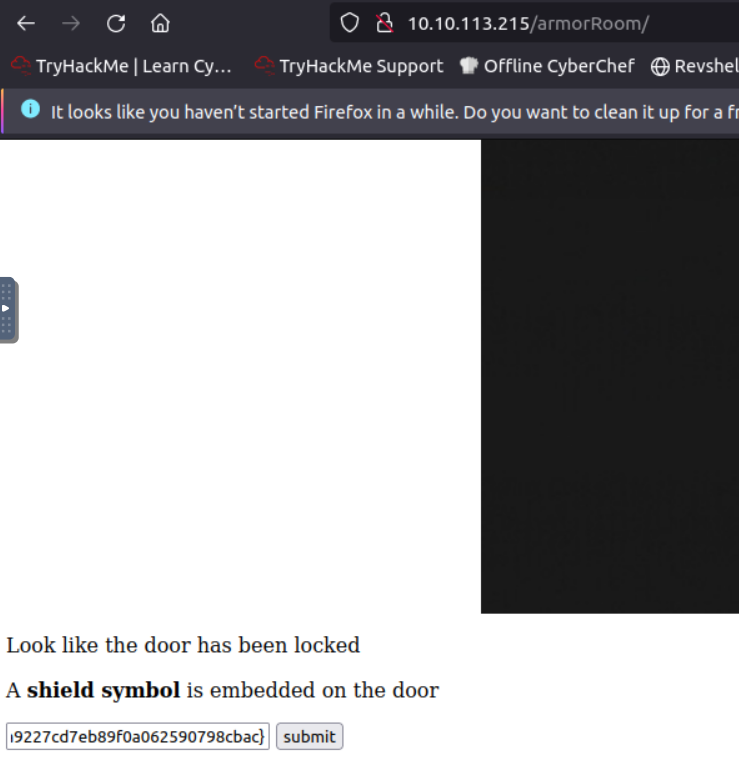 10.10.113.215/armorRoom/
TryHackMe | Learn Cy... TryHackMe Support Offline CyberChef Revshel
It looks like you haven't started Firefox in a while. Do you want to clean it up for a fr
Look like the door has been locked
A shield symbol is embedded on the door
9227cd7eb89f0a062590798cbac} submit